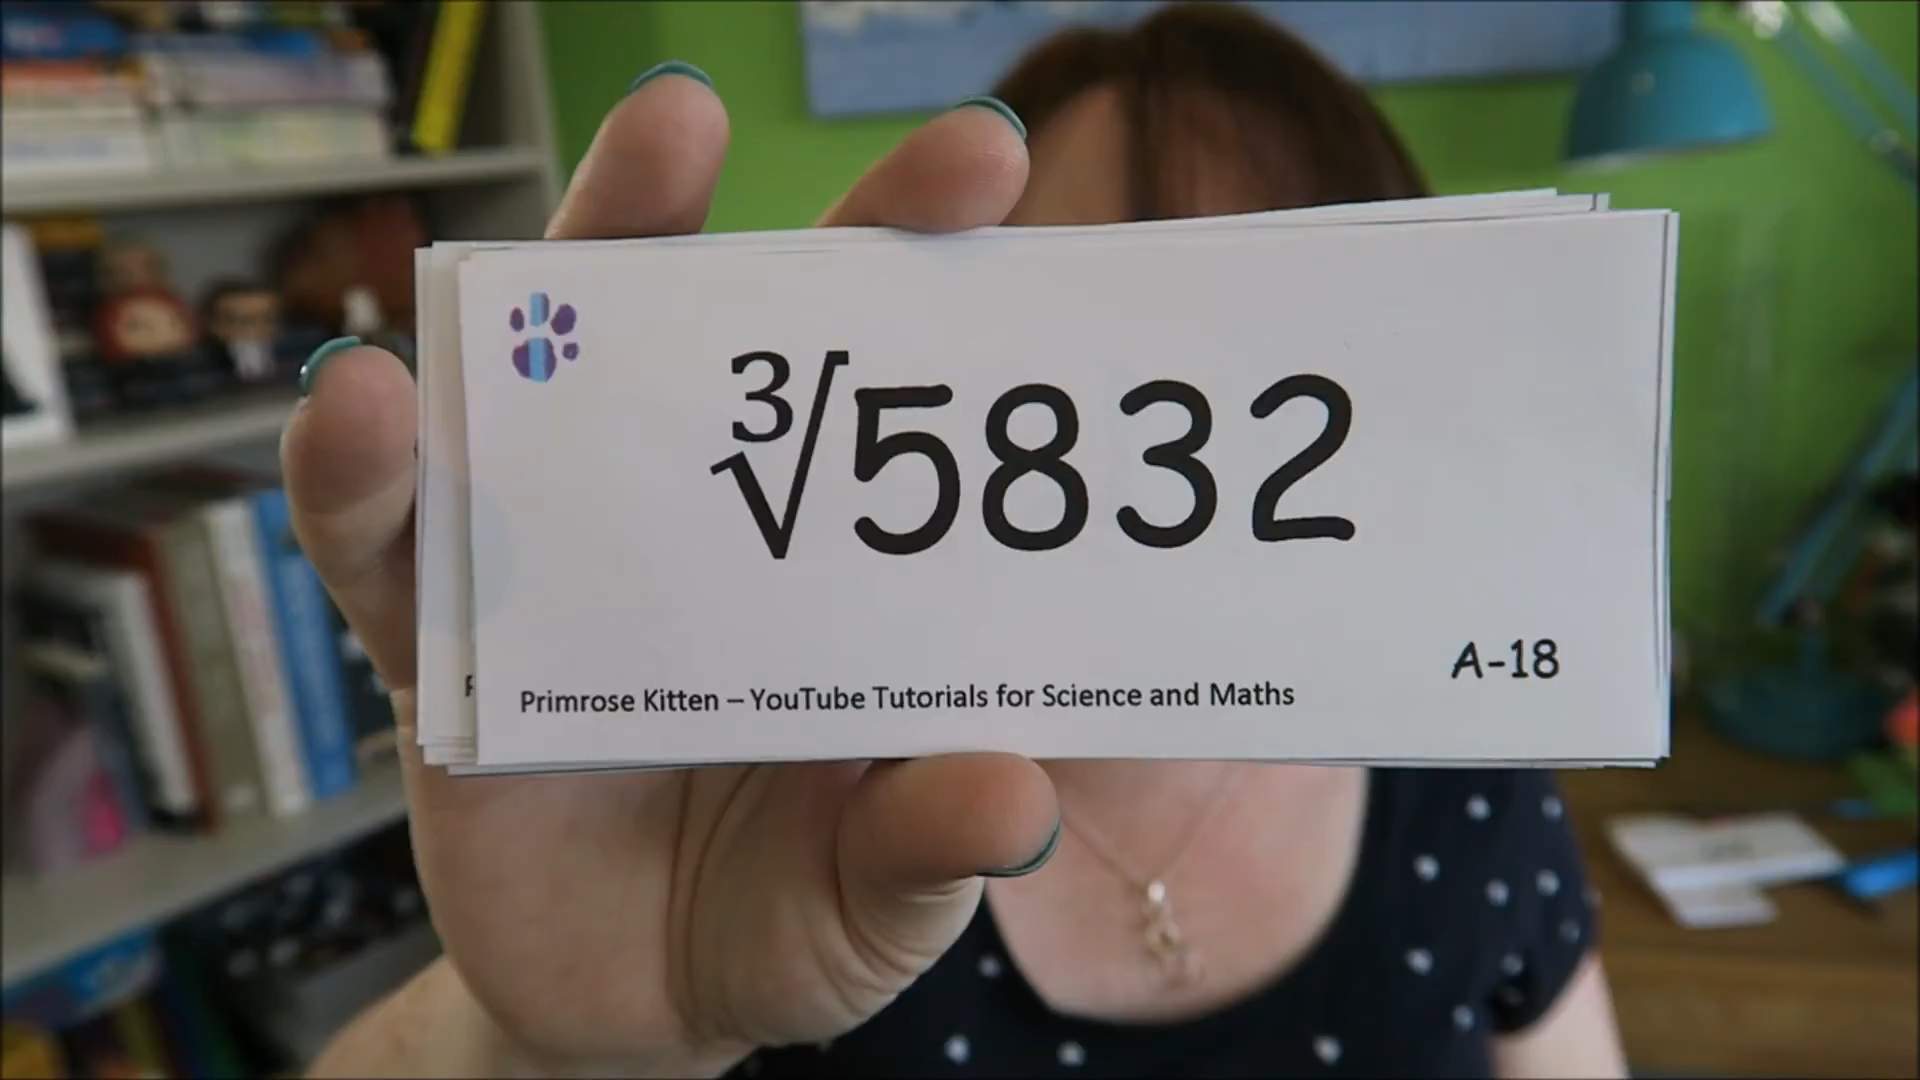 ∛5832
A-18
Primrose Kitten – YouTube Tutorials for Science and Maths